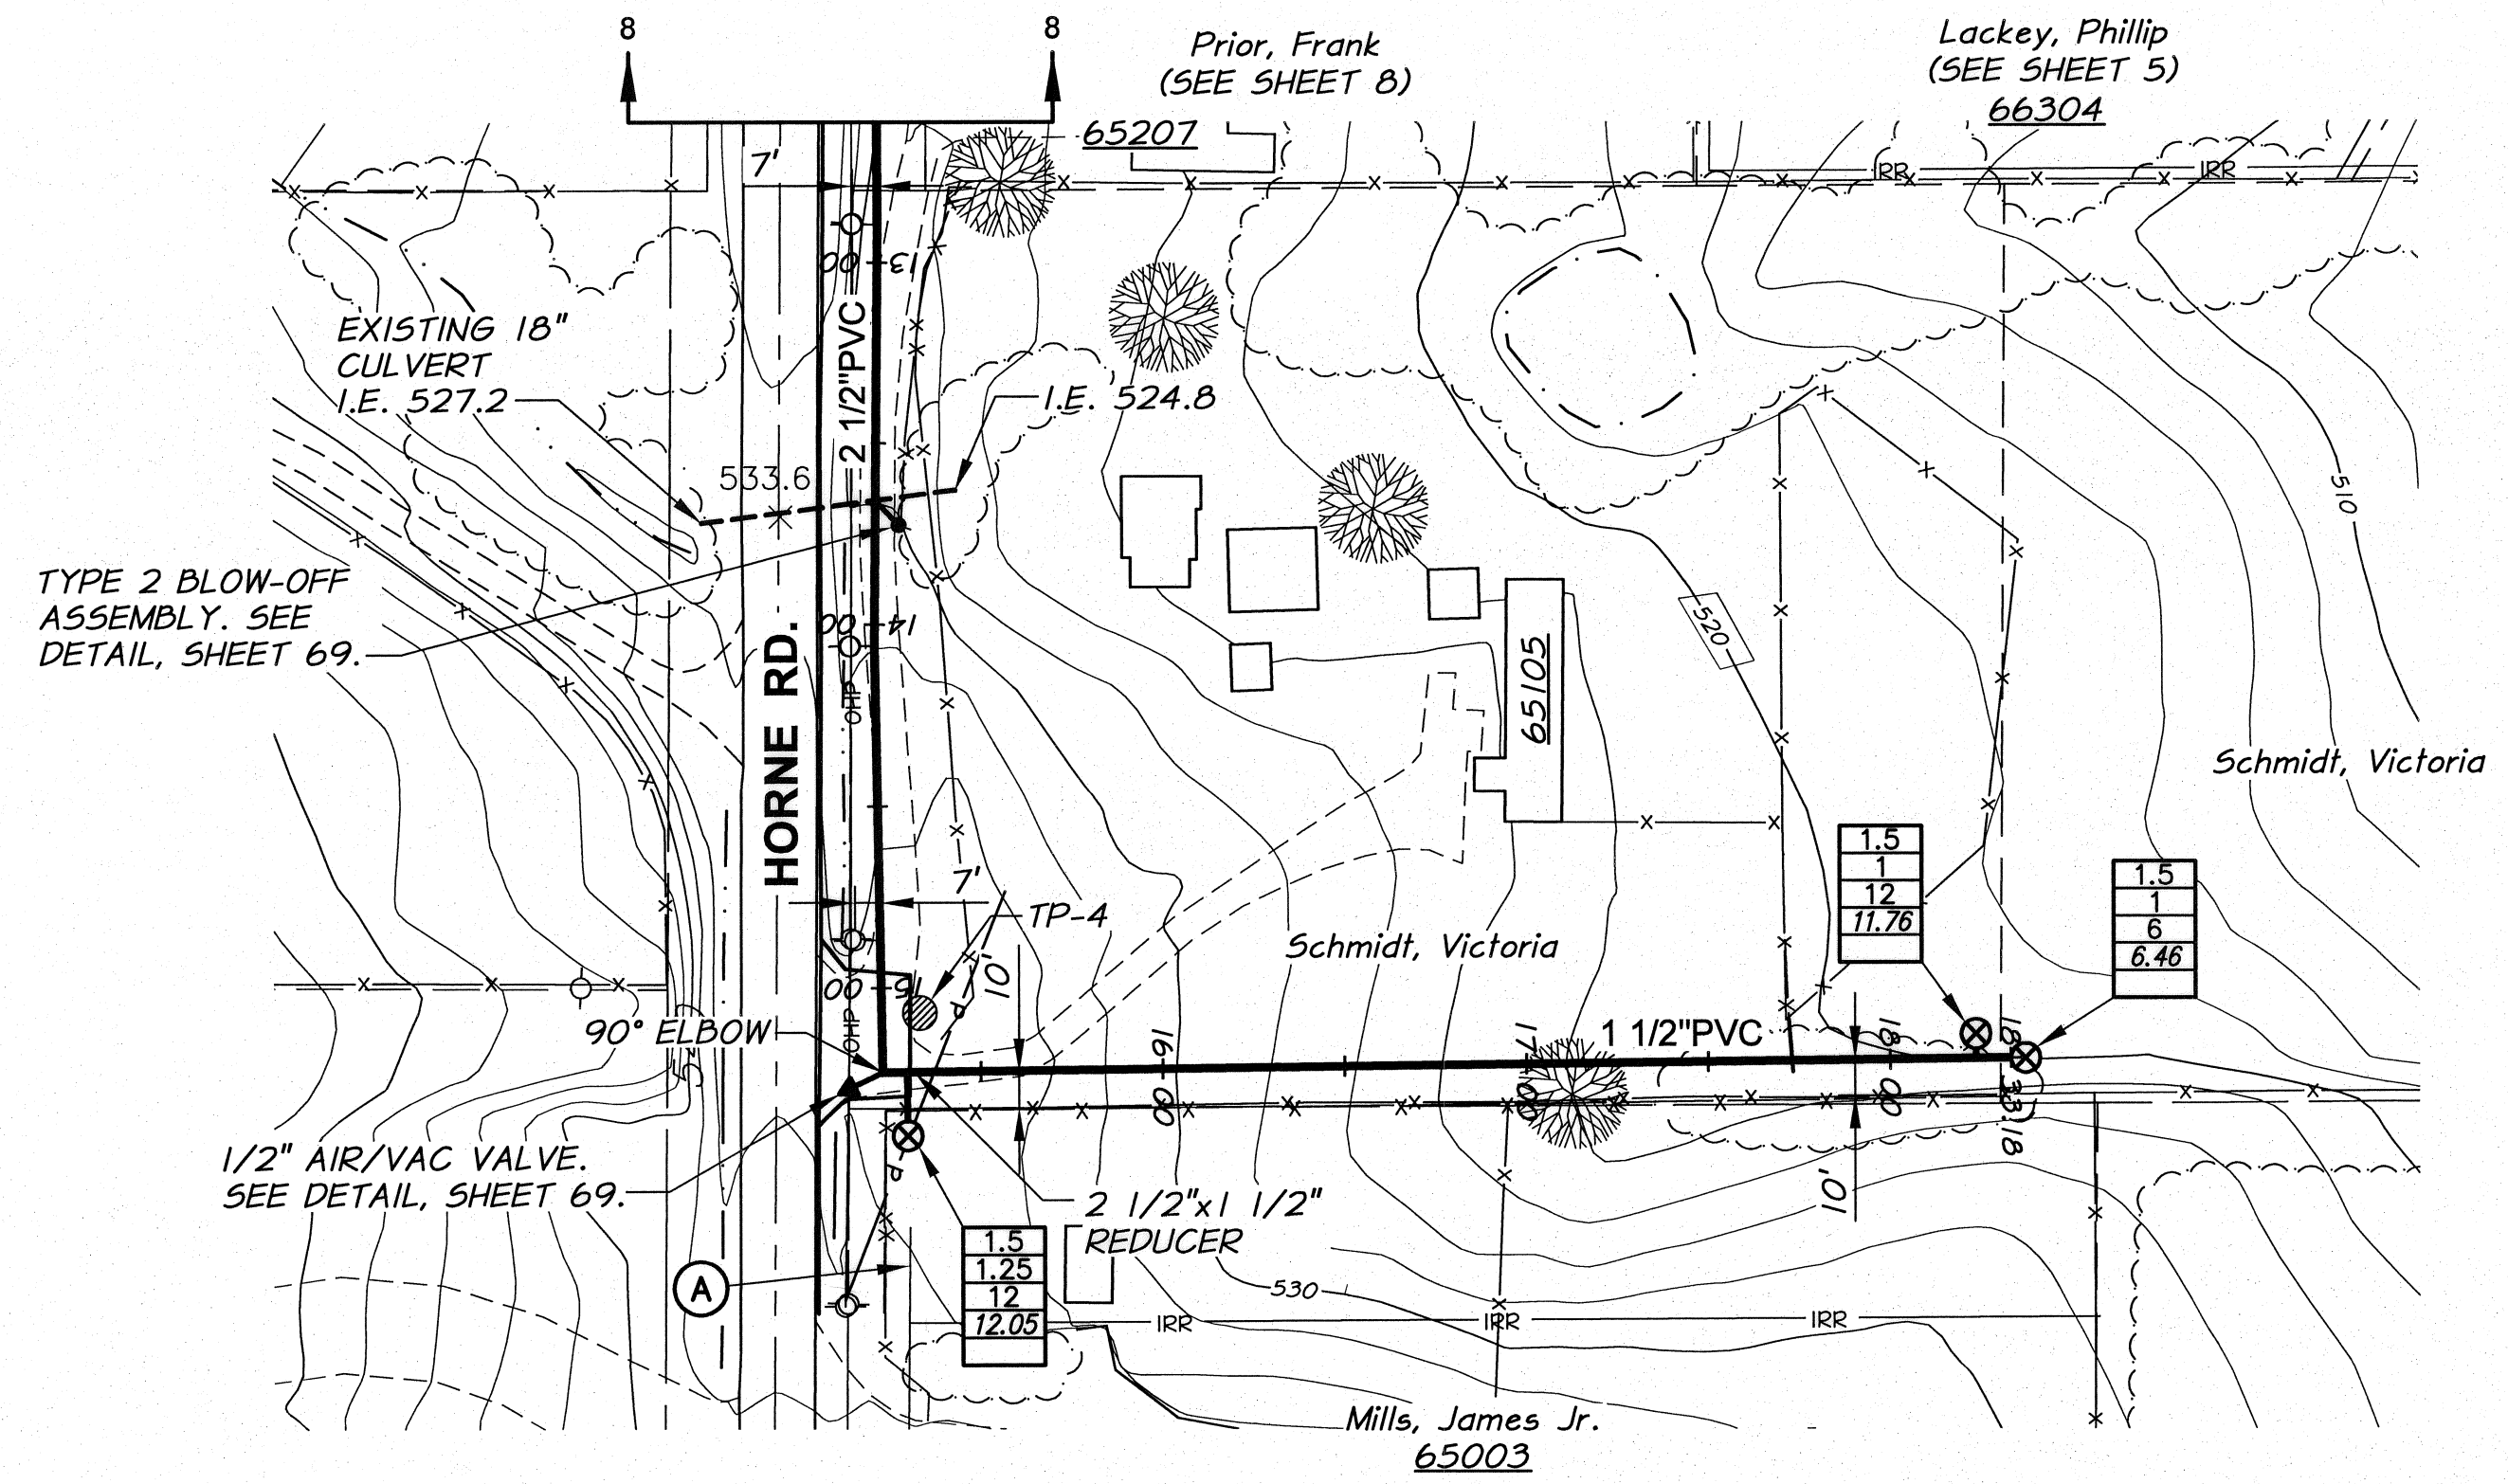 8
8
Prior, Frank
(SEE SHEET 8)
65207
Lackey, Phillip
(SEE SHEET 5)
66304
7'
IRR
IRR
13+00
EXISTING 18"
CULVERT
I.E. 527.2
2 1/2"PVC
I.E. 524.8
533.6
510
TYPE 2 BLOW-OFF
ASSEMBLY. SEE
DETAIL, SHEET 69.
14+00
520
HORNE RD.
OHP
65105
Schmidt, Victoria
1.5
1
12
11.76
1.5
1
6
6.46
7'
TP-4
Schmidt, Victoria
10'
15+00
P
90° ELBOW
OHP
16+00
17+00
1 1/2"PVC
18+00
18+33.18
1/2" AIR/VAC VALVE.
SEE DETAIL, SHEET 69.
P
2 1/2"x1 1/2"
REDUCER
10'
A
1.5
1.25
12
12.05
530
IRR
IRR
IRR
Mills, James Jr.
65003